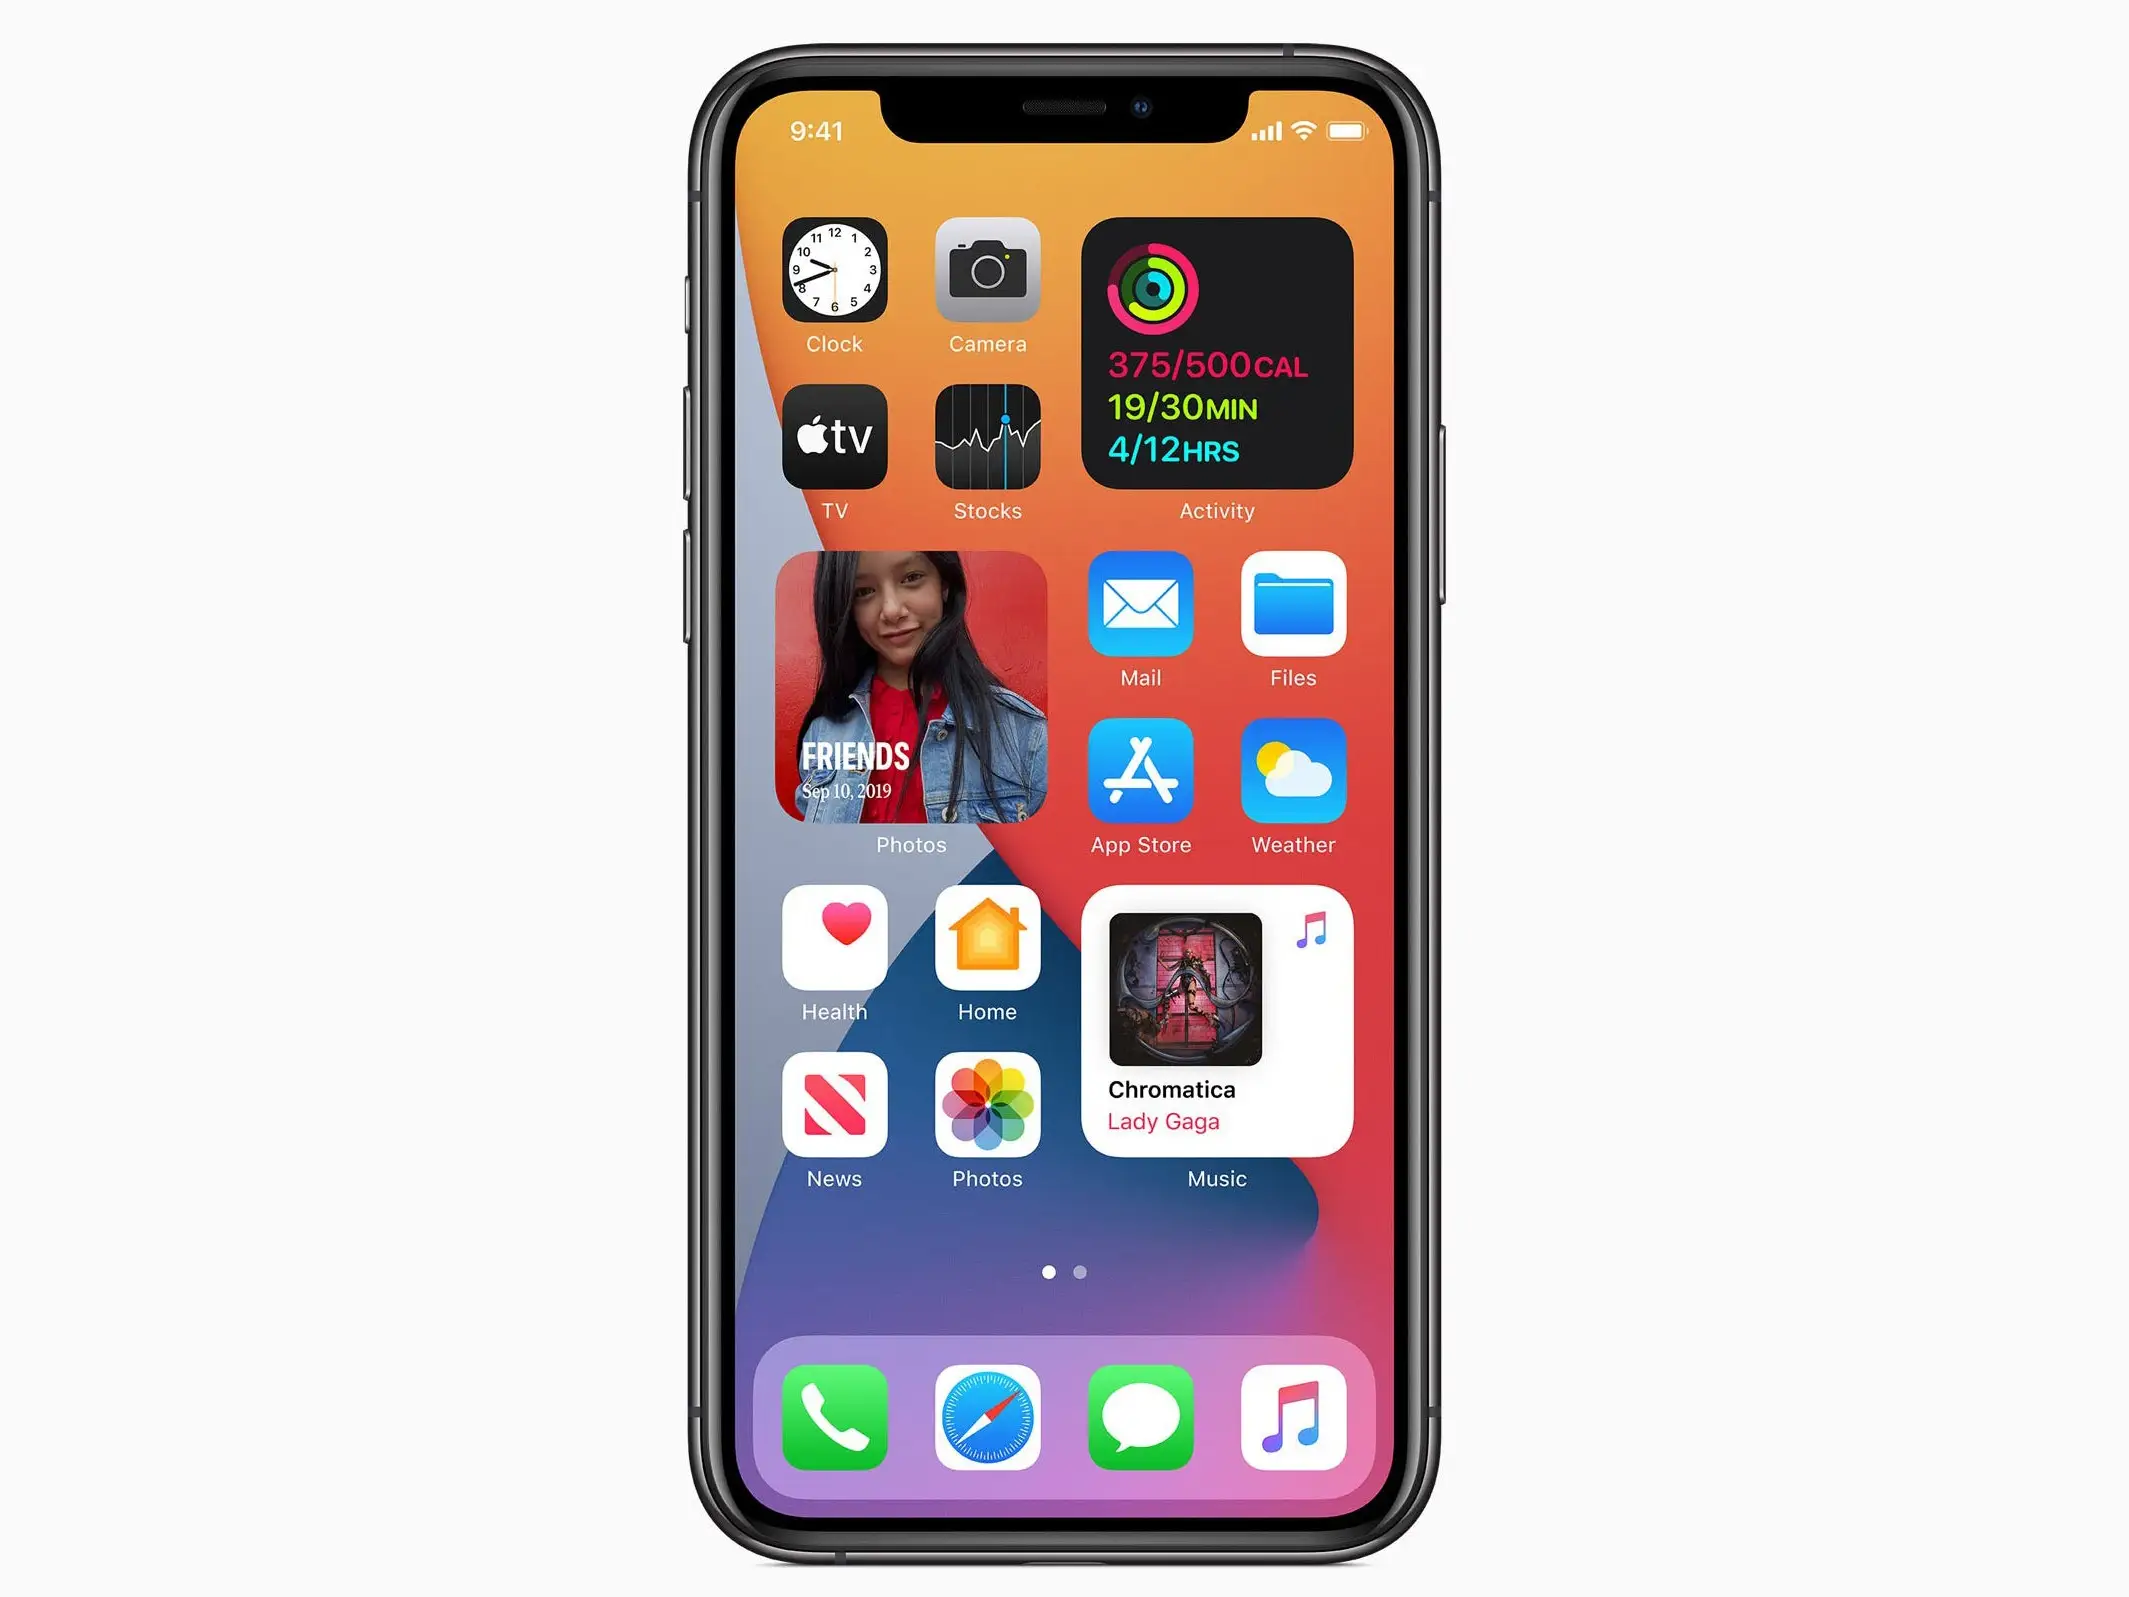 9:41
12
11 1
10 2
9 3
8 4
7 5
6
Clock
Camera
375/500CAL
19/30MIN
4/12HRS
tv
TV
Stocks
Activity
FRIENDS
Sep 10, 2019
Photos
Mail
Files
App Store
Weather
Health
Home
Chromatica
Lady Gaga
News
Photos
Music